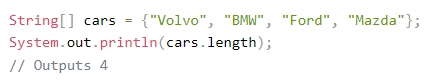 String[] cars = {"Volvo", "BMW", "Ford", "Mazda"};
System.out.println(cars.length);
// Outputs 4